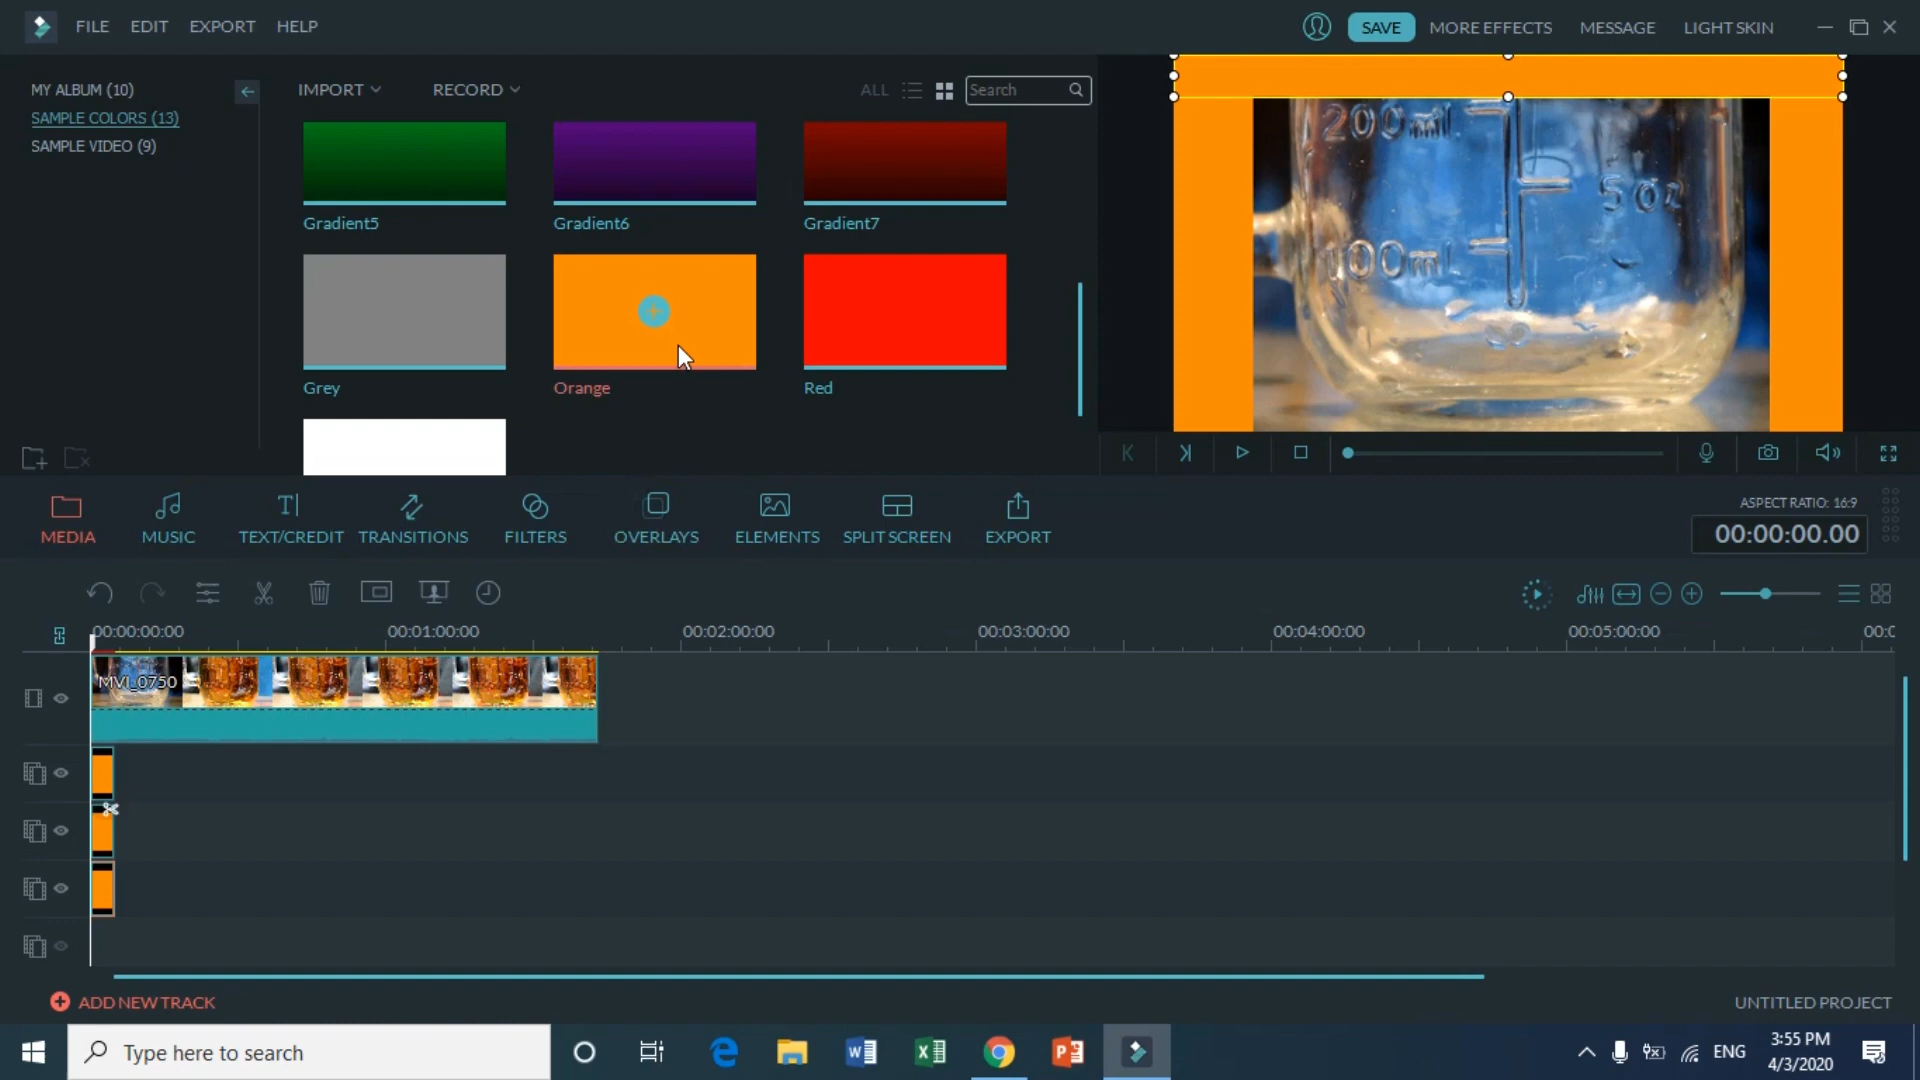 FILE EDIT EXPORT HELP
SAVE MORE EFFECTS MESSAGE LIGHT SKIN
MY ALBUM (10)
SAMPLE COLORS (13)
SAMPLE VIDEO (9)
IMPORT RECORD ALL Search
Gradient5 Gradient6 Gradient7
Grey Orange Red
200ml
5oz
100ml
MEDIA MUSIC TEXT/CREDIT TRANSITIONS FILTERS OVERLAYS ELEMENTS SPLIT SCREEN EXPORT
ASPECT RATIO: 16:9
00:00:00.00
00:00:00:00 00:01:00:00 00:02:00:00 00:03:00:00 00:04:00:00 00:05:00:00
MVI_0750
ADD NEW TRACK
UNTITLED PROJECT
Type here to search
ENG
3:55 PM
4/3/2020